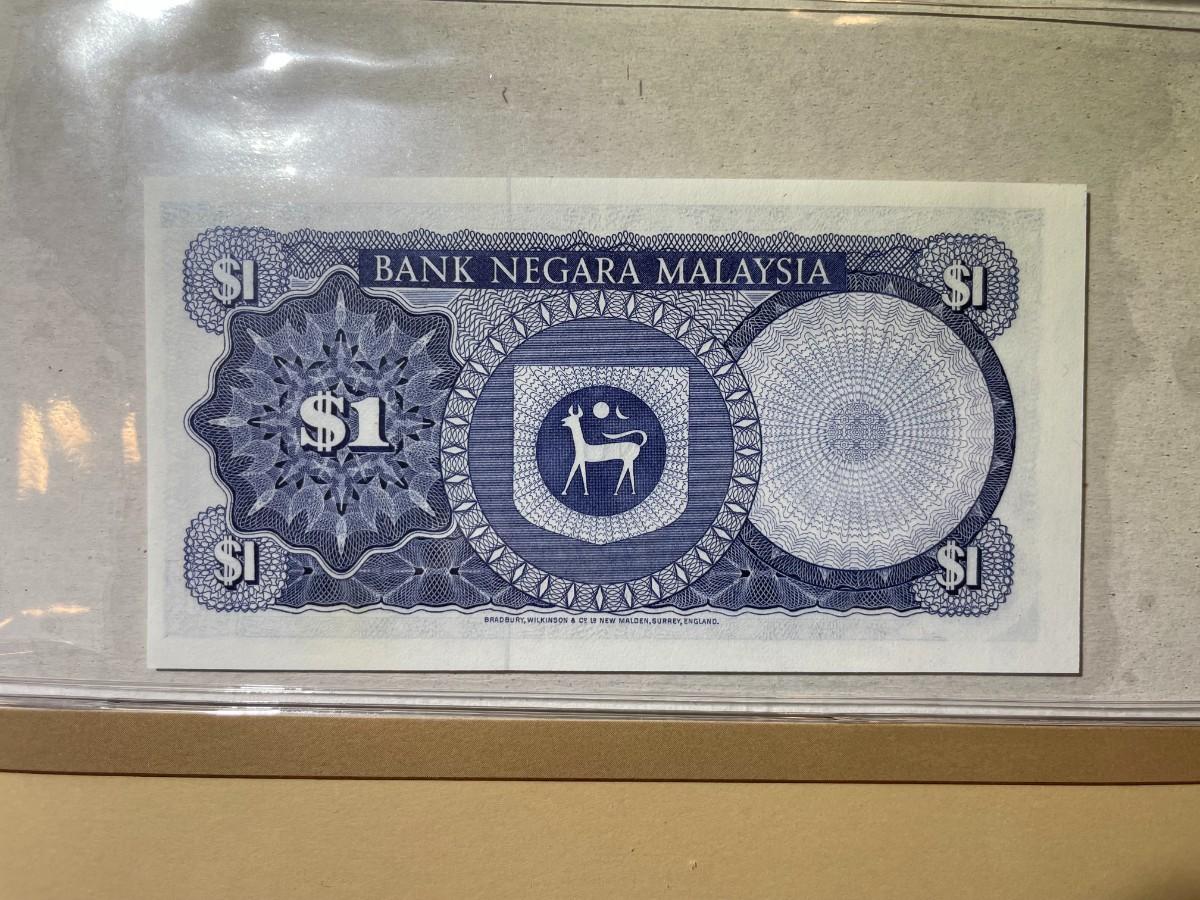 BANK NEGARA MALAYSIA
$1
$1
$1
$1
$1
BRADBURY, WILKINSON & Cº Lᴰ NEW MALDEN, SURREY, ENGLAND.